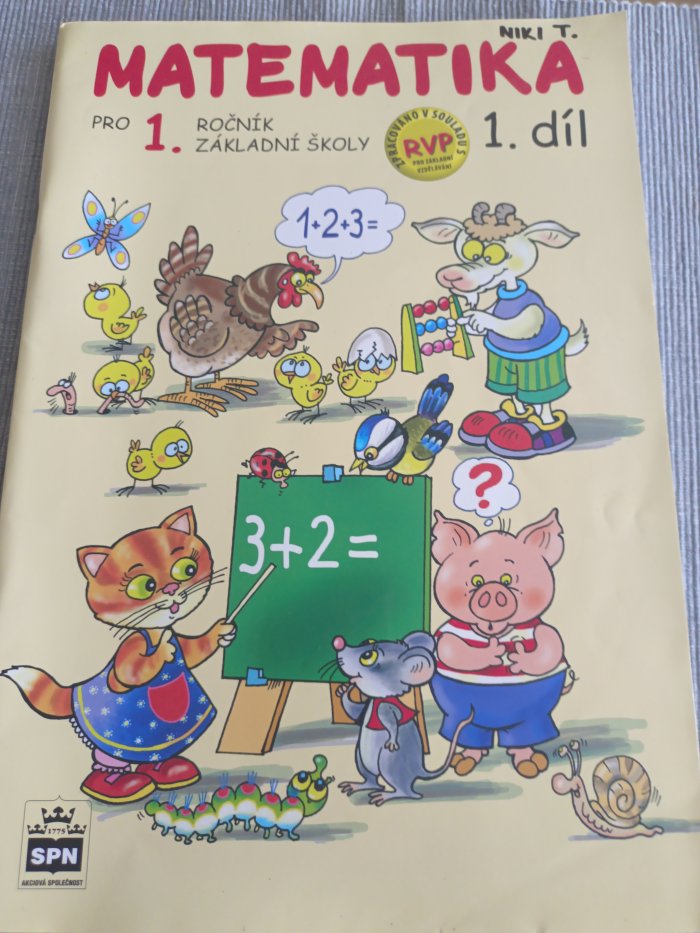 NIKI T.
MATEMATIKA
PRO 1. ROČNÍK
ZÁKLADNÍ ŠKOLY
ZPRACOVÁNO V SOULADU S
RVP
PRO ZÁKLADNÍ
VZDĚLÁVÁNÍ
1. díl
1+2+3=
?
3+2=
1775
SPN
AKCIOVÁ SPOLEČNOST